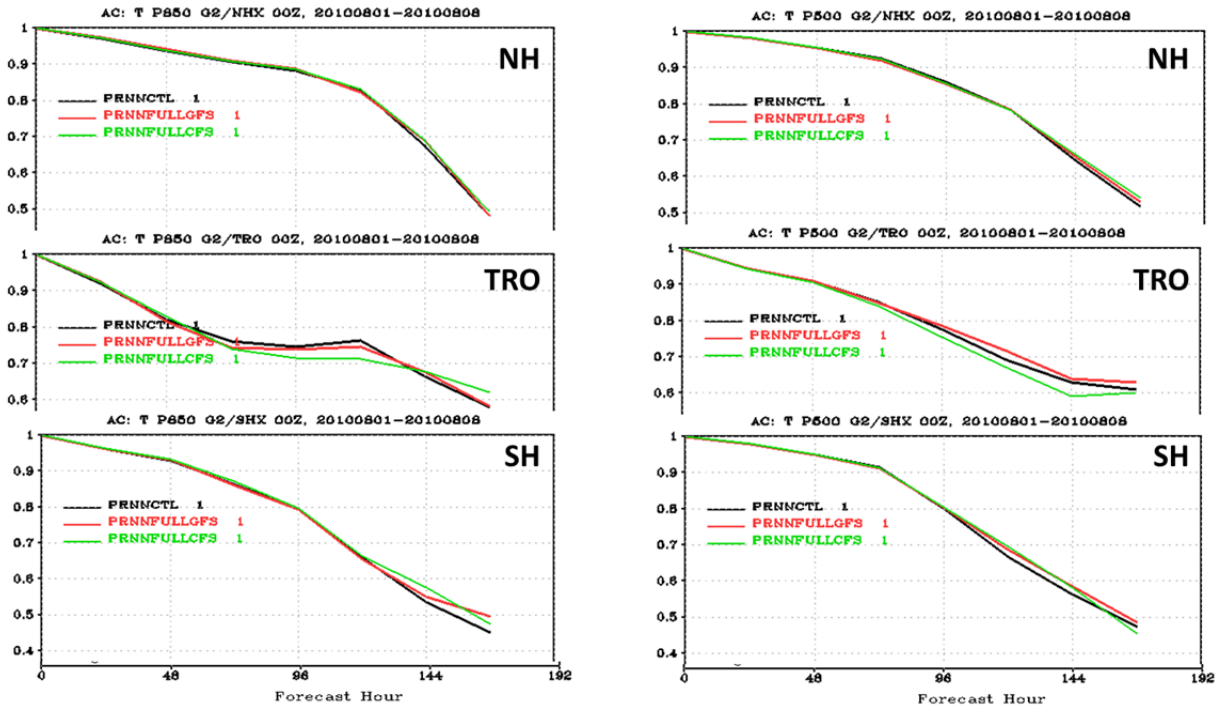 AC: T P850 G2/NHX 00Z, 20100801-20100808
NH
1
0.9
0.8
0.7
0.6
0.5
PRNNCTL 1
PRNNFULLGFS 1
PRNNFULLCFS 1
AC: T P850 G2/TRO 00Z, 20100801-20100808
TRO
1
0.9
0.8
0.7
0.6
PRNNCTL 1
PRNNFULLGFS 1
PRNNFULLCFS 1
AC: T P850 G2/SHX 00Z, 20100801-20100808
SH
1
0.9
0.8
0.7
0.6
0.5
0.4
PRNNCTL 1
PRNNFULLGFS 1
PRNNFULLCFS 1
0 48 96 144 192
Forecast Hour
AC: T P500 G2/NHX 00Z, 20100801-20100808
NH
1
0.9
0.8
0.7
0.6
0.5
PRNNCTL 1
PRNNFULLGFS 1
PRNNFULLCFS 1
AC: T P500 G2/TRO 00Z, 20100801-20100808
TRO
1
0.9
0.8
0.7
0.6
PRNNCTL 1
PRNNFULLGFS 1
PRNNFULLCFS 1
AC: T P500 G2/SHX 00Z, 20100801-20100808
SH
1
0.9
0.8
0.7
0.6
0.5
0.4
PRNNCTL 1
PRNNFULLGFS 1
PRNNFULLCFS 1
0 48 96 144 192
Forecast Hour